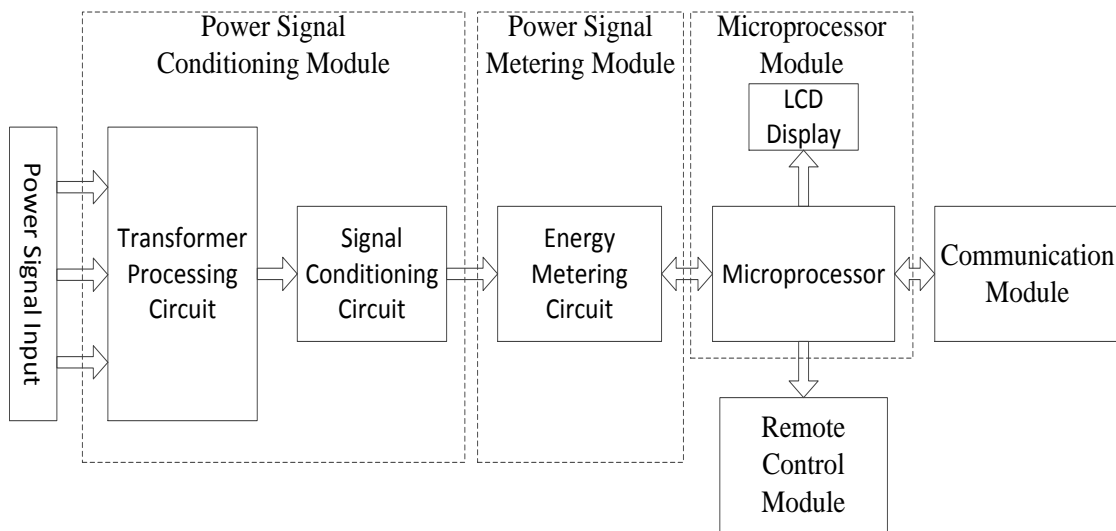 Power Signal
Conditioning Module
Power Signal
Metering Module
Microprocessor
Module
LCD
Display
Power Signal Input
Transformer
Processing
Circuit
Signal
Conditioning
Circuit
Energy
Metering
Circuit
Microprocessor
Communication
Module
Remote
Control
Module